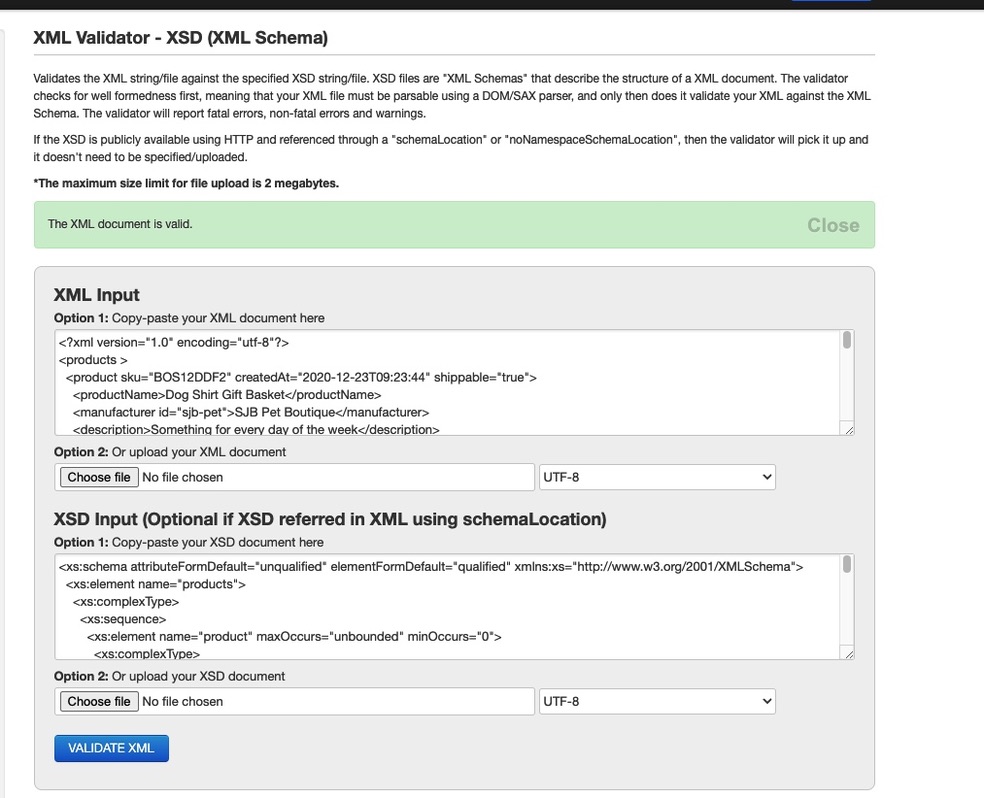 XML Validator - XSD (XML Schema)
Validates the XML string/file against the specified XSD string/file. XSD files are "XML Schemas" that describe the structure of a XML document. The validator
checks for well formedness first, meaning that your XML file must be parsable using a DOM/SAX parser, and only then does it validate your XML against the XML
Schema. The validator will report fatal errors, non-fatal errors and warnings.
If the XSD is publicly available using HTTP and referenced through a "schemaLocation" or "noNamespaceSchemaLocation", then the validator will pick it up and
it doesn't need to be specified/uploaded.
*The maximum size limit for file upload is 2 megabytes.
The XML document is valid.
Close
XML Input
Option 1: Copy-paste your XML document here
<?xml version="1.0" encoding="utf-8"?>
<products >
<product sku="BOS12DDF2" createdAt="2020-12-23T09:23:44" shippable="true">
<productName>Dog Shirt Gift Basket</productName>
<manufacturer id="sjb-pet">SJB Pet Boutique</manufacturer>
<description>Something for every day of the week</description>
Option 2: Or upload your XML document
Choose file No file chosen
UTF-8
XSD Input (Optional if XSD referred in XML using schemaLocation)
Option 1: Copy-paste your XSD document here
<xs:schema attributeFormDefault="unqualified" elementFormDefault="qualified" xmlns:xs="http://www.w3.org/2001/XMLSchema">
<xs:element name="products">
<xs:complexType>
<xs:sequence>
<xs:element name="product" maxOccurs="unbounded" minOccurs="0">
<xs:complexType>
Option 2: Or upload your XSD document
Choose file No file chosen
UTF-8
VALIDATE XML